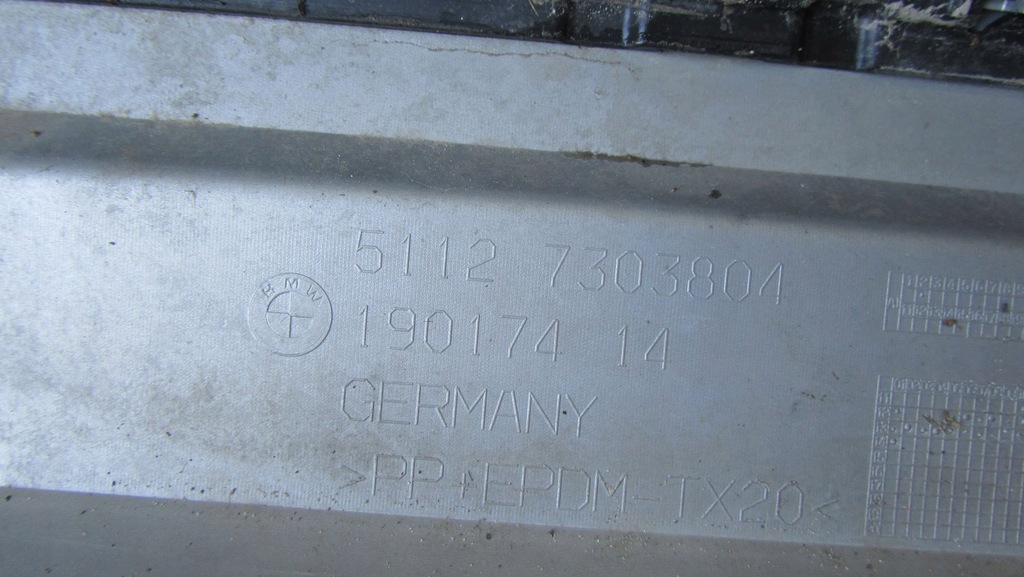 5112 7303804
BMW
190174 14
GERMANY
>PP+EPDM-TX20<